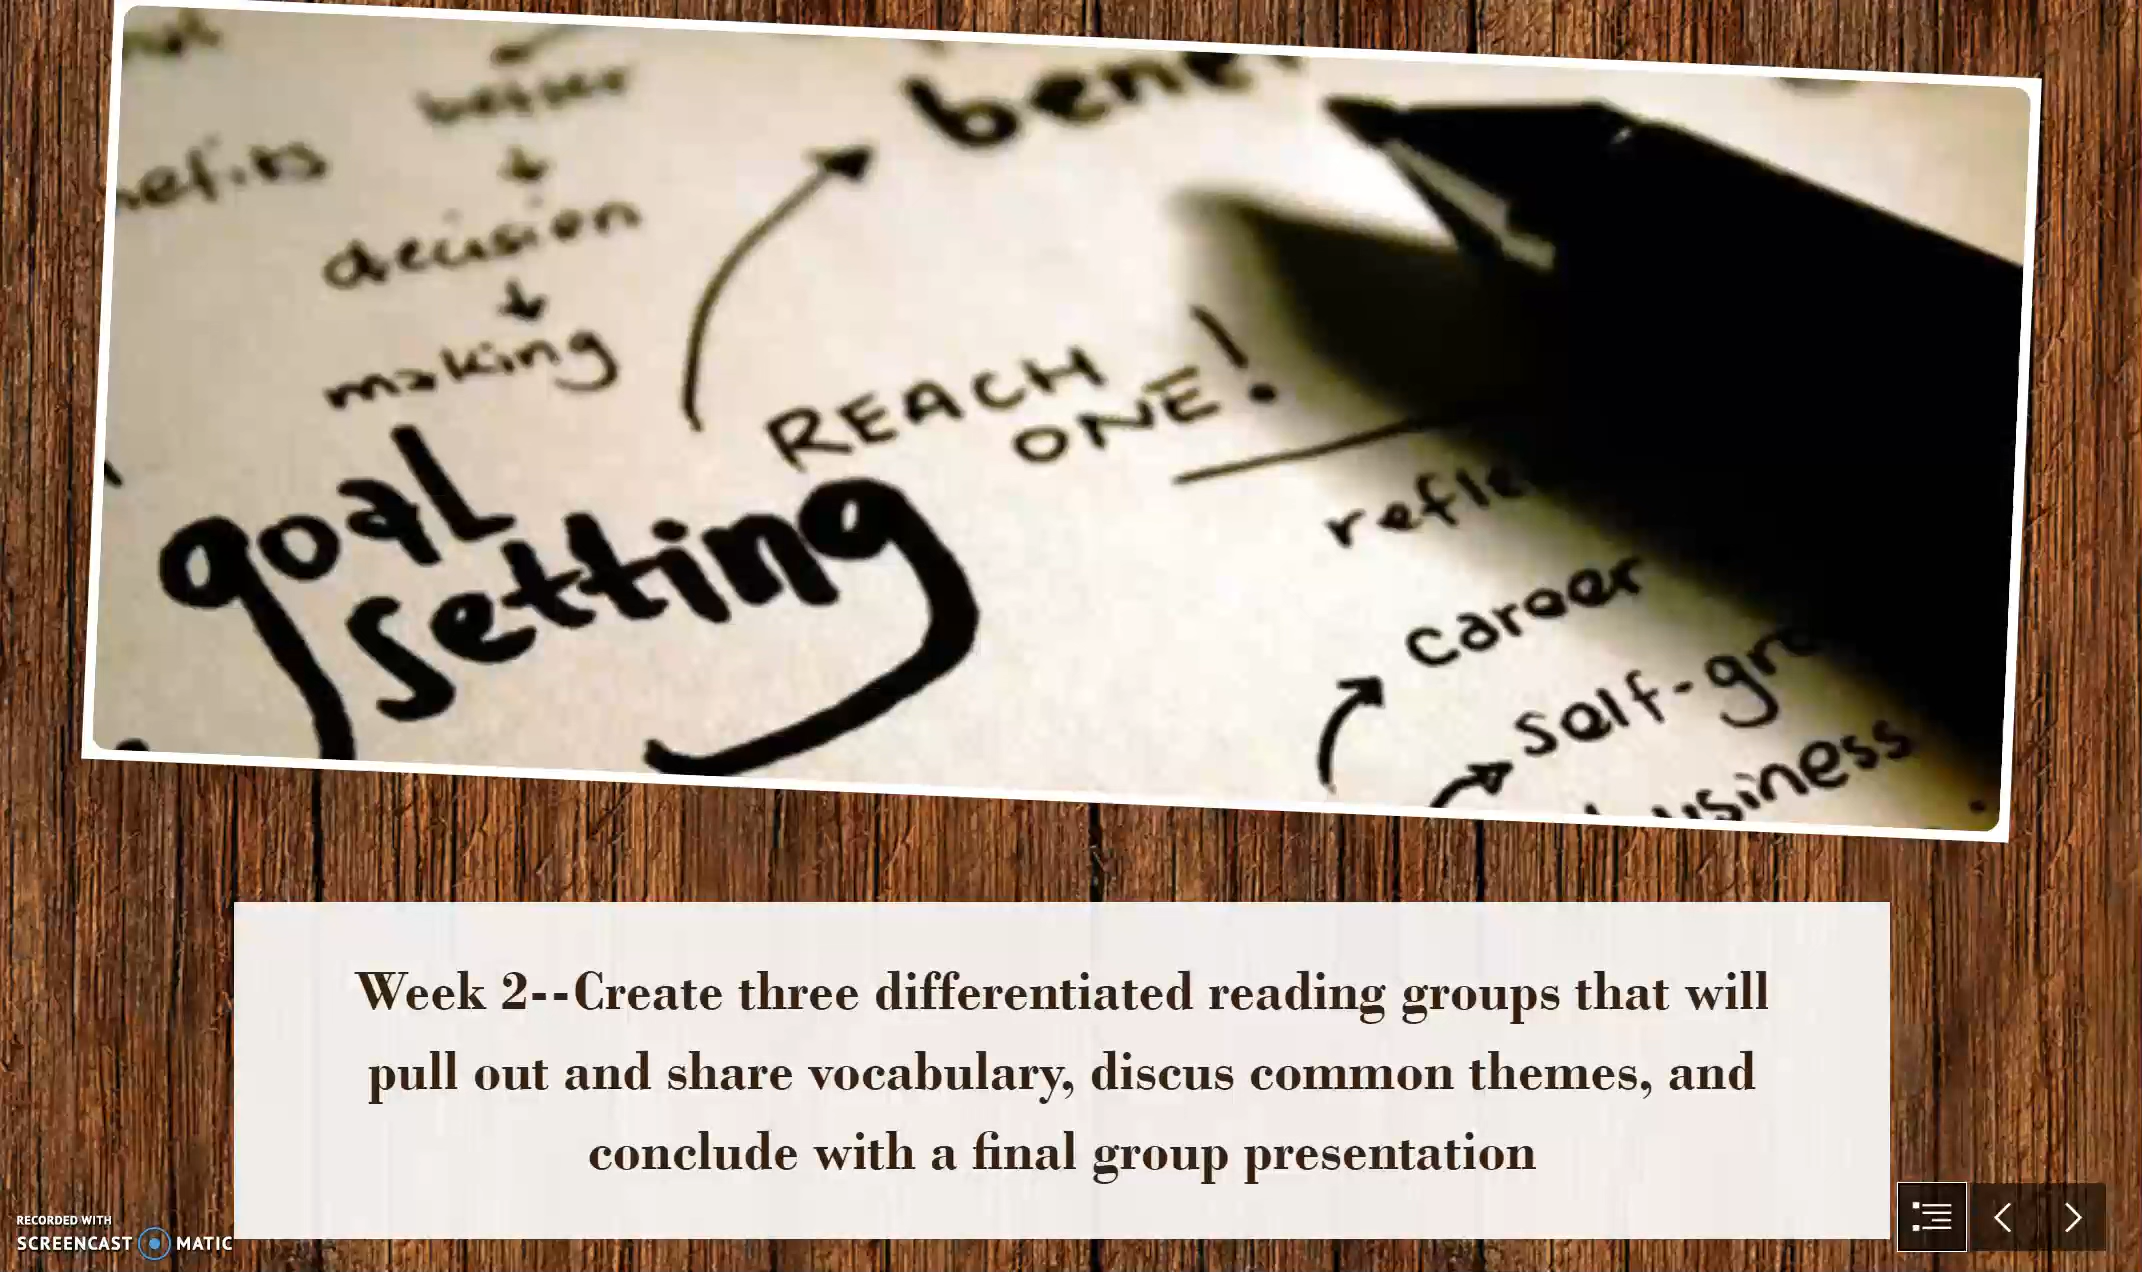 better
decision
making
REACH
ONE!
goal
setting
career
Week 2--Create three differentiated reading groups that will
pull out and share vocabulary, discus common themes, and
conclude with a final group presentation
RECORDED WITH
SCREENCAST MATIC